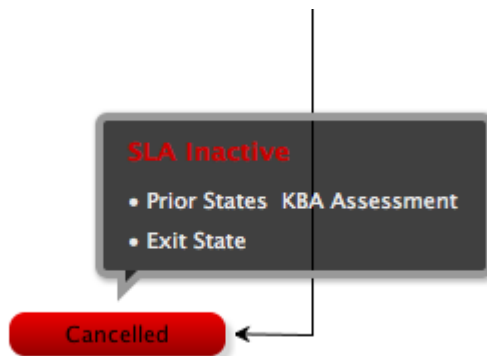 SLA Inactive
• Prior States  KBA Assessment
• Exit State
Cancelled